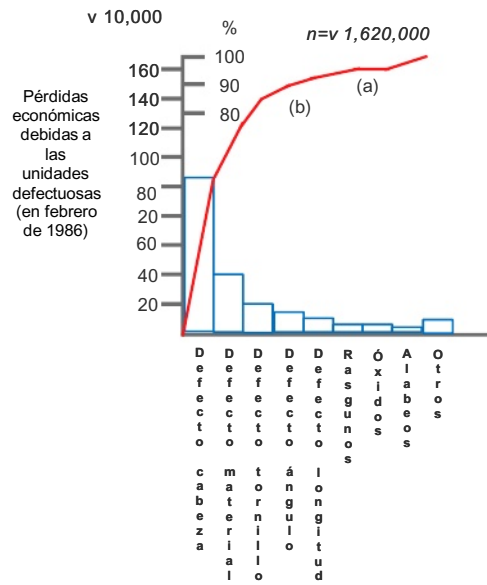 v 10,000
%
n=v 1,620,000
Pérdidas
económicas
debidas a
las
unidades
defectuosas
(en febrero
de 1986)
160
140
120
100
80
20
60
40
20
100
90
80
(a)
(b)
Defecto cabeza
Defecto material
Defecto tornillo
Defecto ángulo
Defecto longitud
Rasgunos
Óxidos
Alabeos
Otros